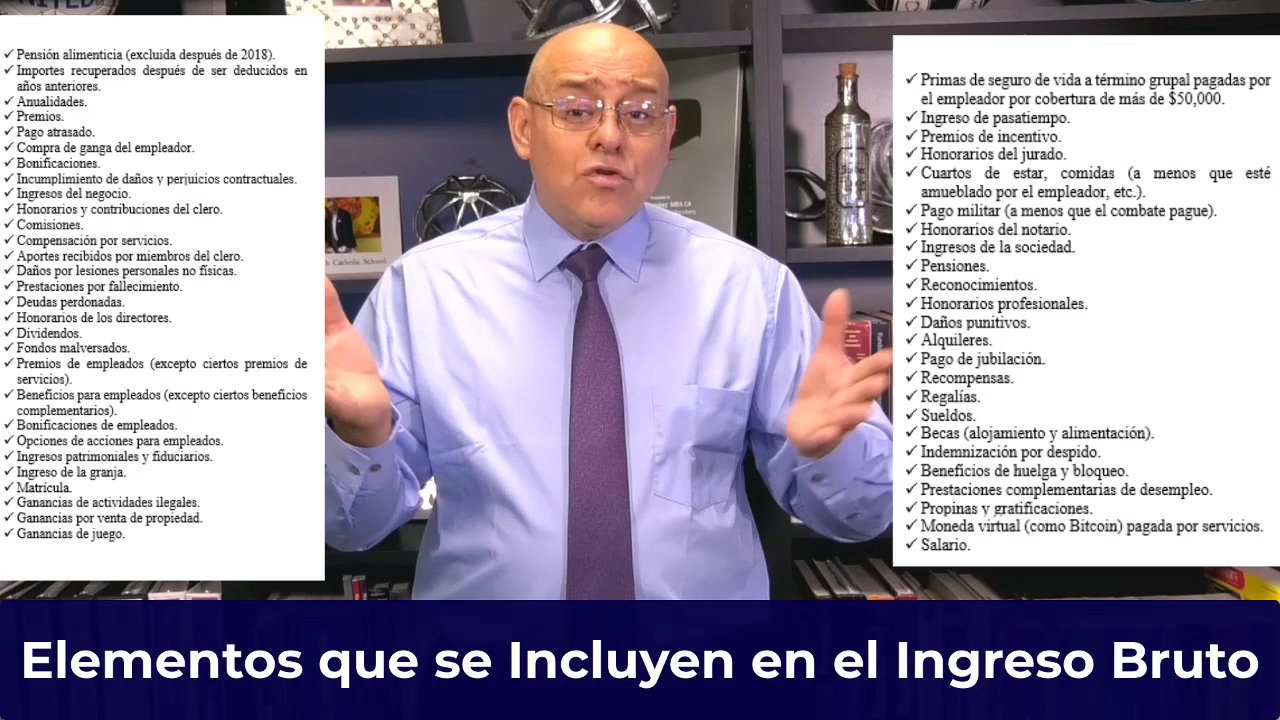 UNITED
✓ Pensión alimenticia (excluida después de 2018).
✓ Importes recuperados después de ser deducidos en
años anteriores.
✓ Anualidades.
✓ Premios.
✓ Pago atrasado.
✓ Compra de ganga del empleador.
✓ Bonificaciones.
✓ Incumplimiento de daños y perjuicios contractuales.
✓ Ingresos del negocio.
✓ Honorarios y contribuciones del clero.
✓ Comisiones.
✓ Compensación por servicios.
✓ Aportes recibidos por miembros del clero.
✓ Daños por lesiones personales no físicas.
✓ Prestaciones por fallecimiento.
✓ Deudas perdonadas.
✓ Honorarios de los directores.
✓ Dividendos.
✓ Fondos malversados.
✓ Premios de empleados (excepto ciertos premios de
servicios).
✓ Beneficios para empleados (excepto ciertos beneficios
complementarios).
✓ Bonificaciones de empleados.
✓ Opciones de acciones para empleados.
✓ Ingresos patrimoniales y fiduciarios.
✓ Ingreso de la granja.
✓ Matrícula.
✓ Ganancias de actividades ilegales.
✓ Ganancias por venta de propiedad.
✓ Ganancias de juego.
Catholic School
MBA EA
✓ Primas de seguro de vida a término grupal pagadas por
el empleador por cobertura de más de $50,000.
✓ Ingreso de pasatiempo.
✓ Premios de incentivo.
✓ Honorarios del jurado.
✓ Cuartos de estar, comidas (a menos que esté
amueblado por el empleador, etc.).
✓ Pago militar (a menos que el combate pague).
✓ Honorarios del notario.
✓ Ingresos de la sociedad.
✓ Pensiones.
✓ Reconocimientos.
✓ Honorarios profesionales.
✓ Daños punitivos.
✓ Alquileres.
✓ Pago de jubilación.
✓ Recompensas.
✓ Regalías.
✓ Sueldos.
✓ Becas (alojamiento y alimentación).
✓ Indemnización por despido.
✓ Beneficios de huelga y bloqueo.
✓ Prestaciones complementarias de desempleo.
✓ Propinas y gratificaciones.
✓ Moneda virtual (como Bitcoin) pagada por servicios.
✓ Salario.
Elementos que se Incluyen en el Ingreso Bruto